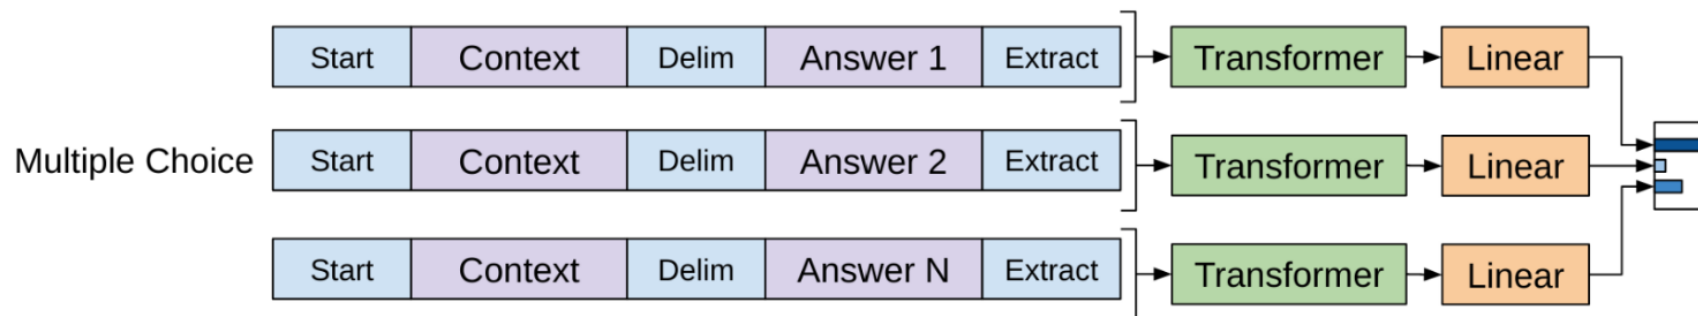 Start Context Delim Answer 1 Extract Transformer Linear
Multiple Choice Start Context Delim Answer 2 Extract Transformer Linear
Start Context Delim Answer N Extract Transformer Linear